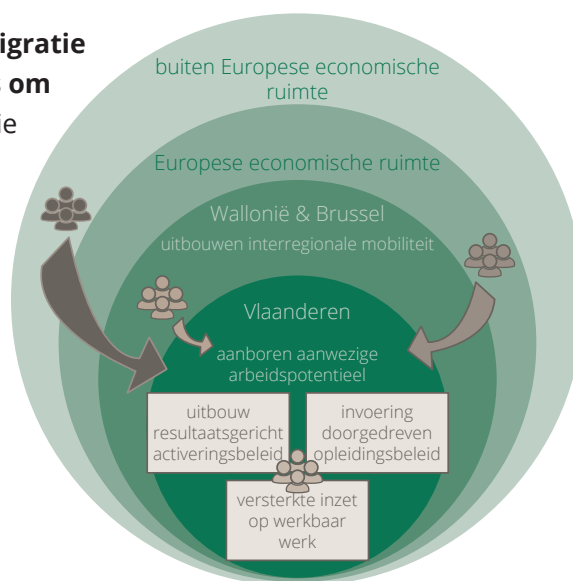 igratie
om
ie
buiten Europese economische
ruimte
Europese economische ruimte
Wallonië & Brussel
uitbouwen interregionale mobiliteit
Vlaanderen
aanboren aanwezige
arbeidspotentieel
uitbouw
resultaatsgericht
activeringsbeleid
invoering
doorgedreven
opleidingsbeleid
versterkte inzet
op werkbaar
werk